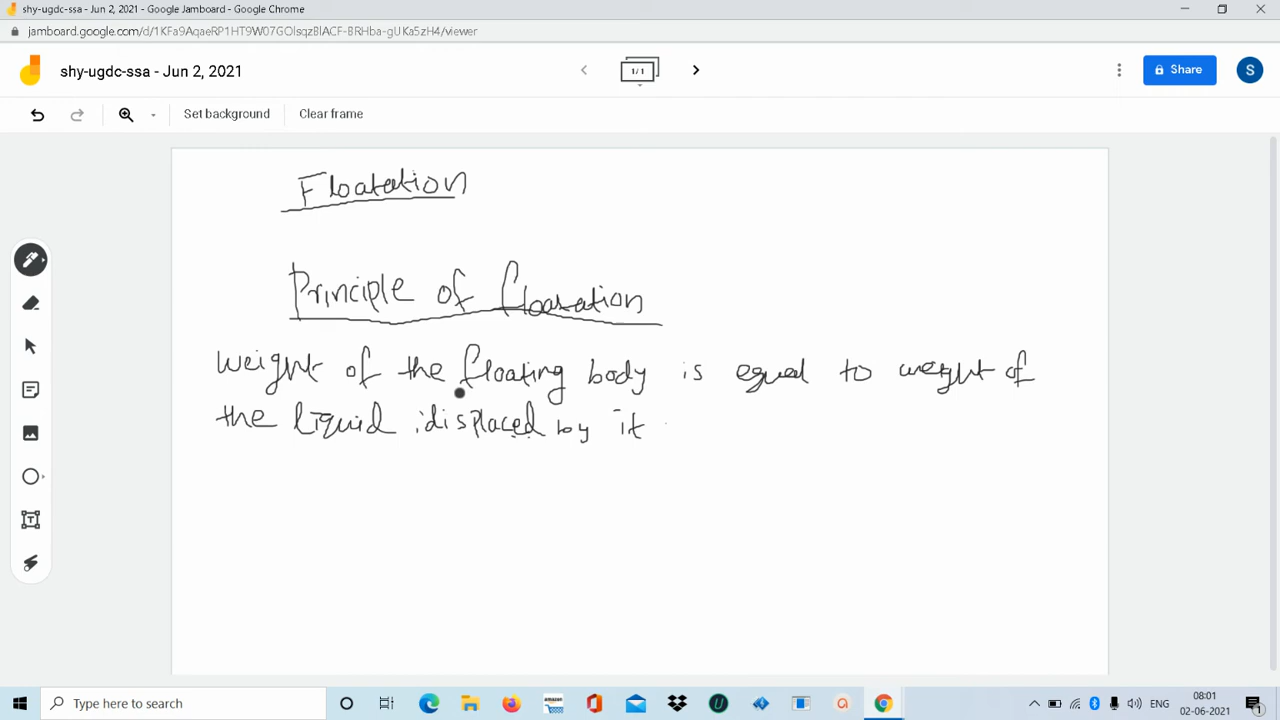 shy-ugdc-ssa - Jun 2, 2021 - Google Jamboard - Google Chrome
jamboard.google.com/d/1KFa9AqaeRP1HT9W07GOlsqzBlACF-BRHba-gUKa5zH4/viewer
shy-ugdc-ssa - Jun 2, 2021
1/1
Share
S
Set background
Clear frame
Floatation
Principle of floatation
Weight of the floating body is equal to weight of
the liquid displaced by it
Type here to search
amazon
ENG
08:01
02-06-2021
1